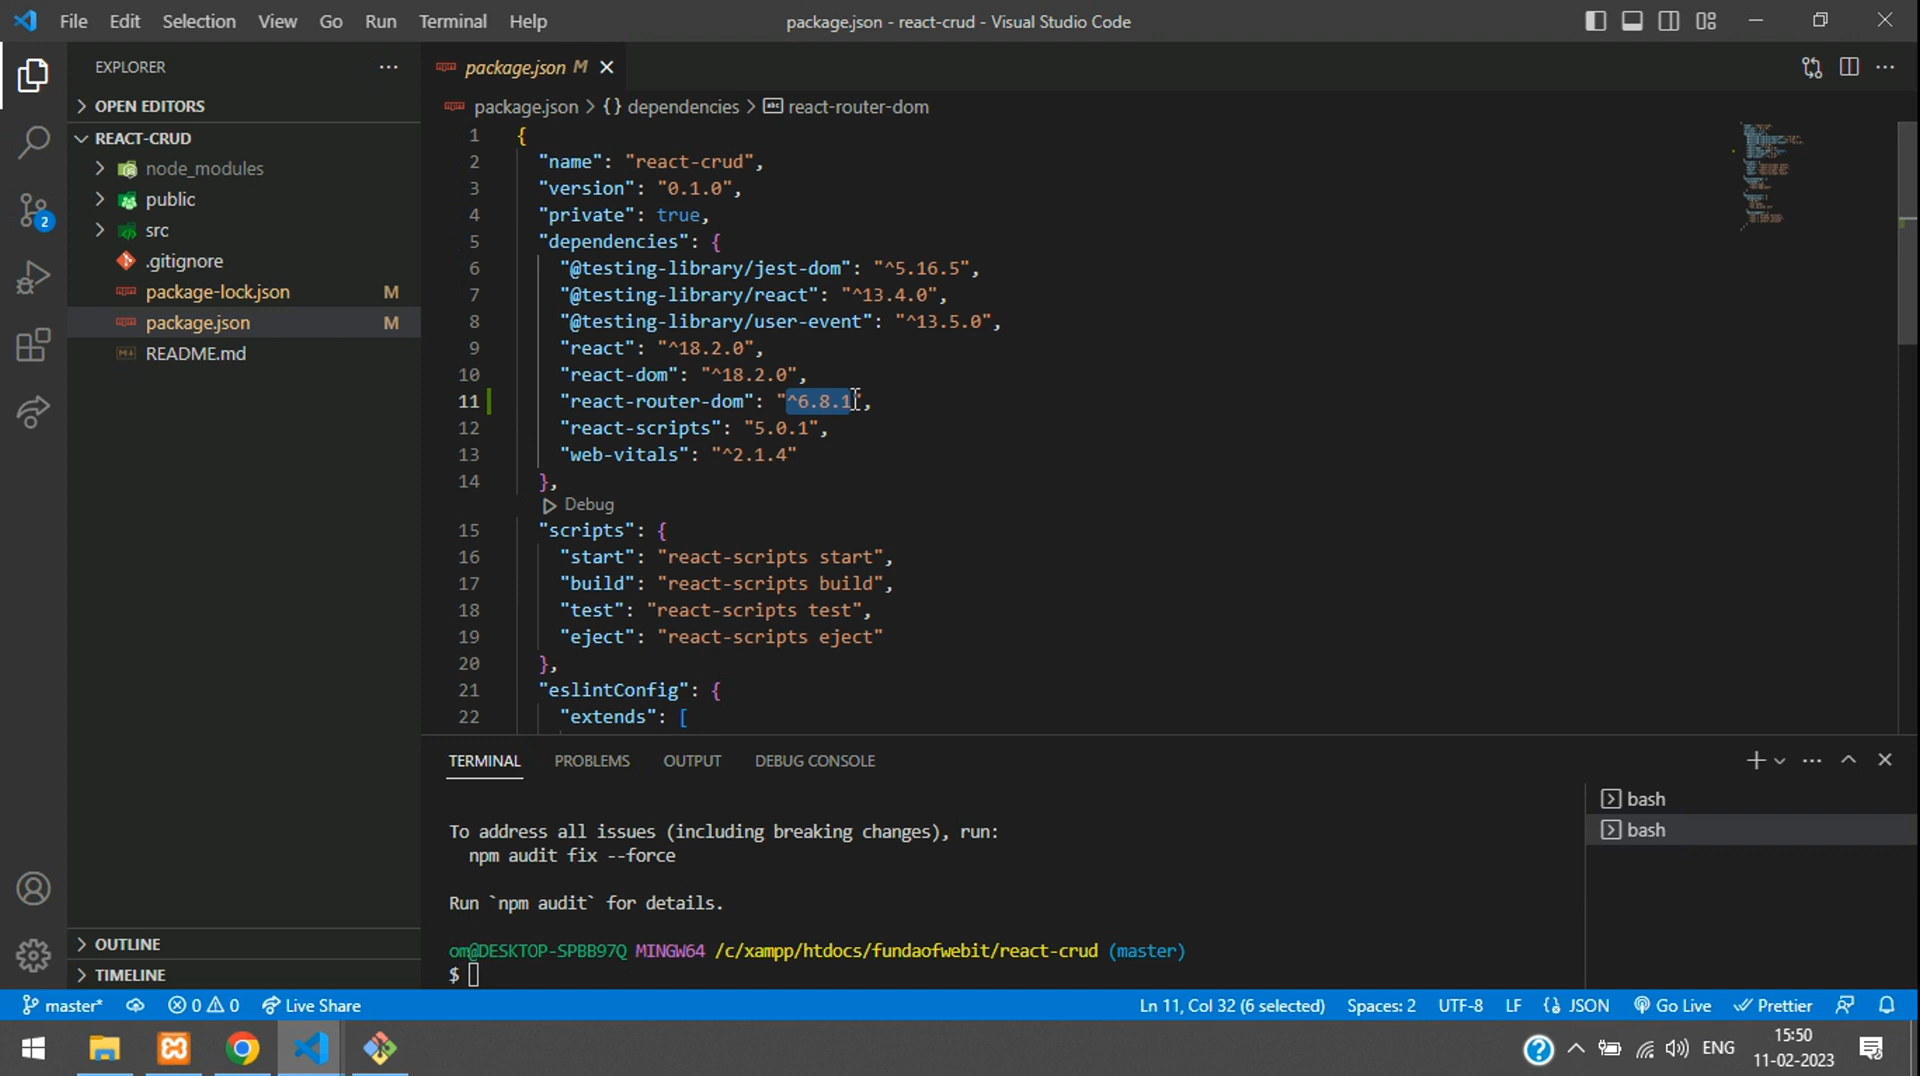 File Edit Selection View Go Run Terminal Help
package.json - react-crud - Visual Studio Code
EXPLORER
OPEN EDITORS
REACT-CRUD
node_modules
public
src
.gitignore
package-lock.json M
package.json M
README.md
OUTLINE
TIMELINE
2
package.json M
package.json > {} dependencies > abc react-router-dom
1 {
2 "name": "react-crud",
3 "version": "0.1.0",
4 "private": true,
5 "dependencies": {
6 "@testing-library/jest-dom": "^5.16.5",
7 "@testing-library/react": "^13.4.0",
8 "@testing-library/user-event": "^13.5.0",
9 "react": "^18.2.0",
10 "react-dom": "^18.2.0",
11 "react-router-dom": "^6.8.1",
12 "react-scripts": "5.0.1",
13 "web-vitals": "^2.1.4"
14 },
Debug
15 "scripts": {
16 "start": "react-scripts start",
17 "build": "react-scripts build",
18 "test": "react-scripts test",
19 "eject": "react-scripts eject"
20 },
21 "eslintConfig": {
22 "extends": [
TERMINAL PROBLEMS OUTPUT DEBUG CONSOLE
To address all issues (including breaking changes), run:
npm audit fix --force
Run `npm audit` for details.
om@DESKTOP-SPBB97Q MINGW64 /c/xampp/htdocs/fundaofwebit/react-crud (master)
$
bash
bash
master* 0 0 Live Share
Ln 11, Col 32 (6 selected) Spaces: 2 UTF-8 LF {} JSON Go Live Prettier
ENG
15:50
11-02-2023